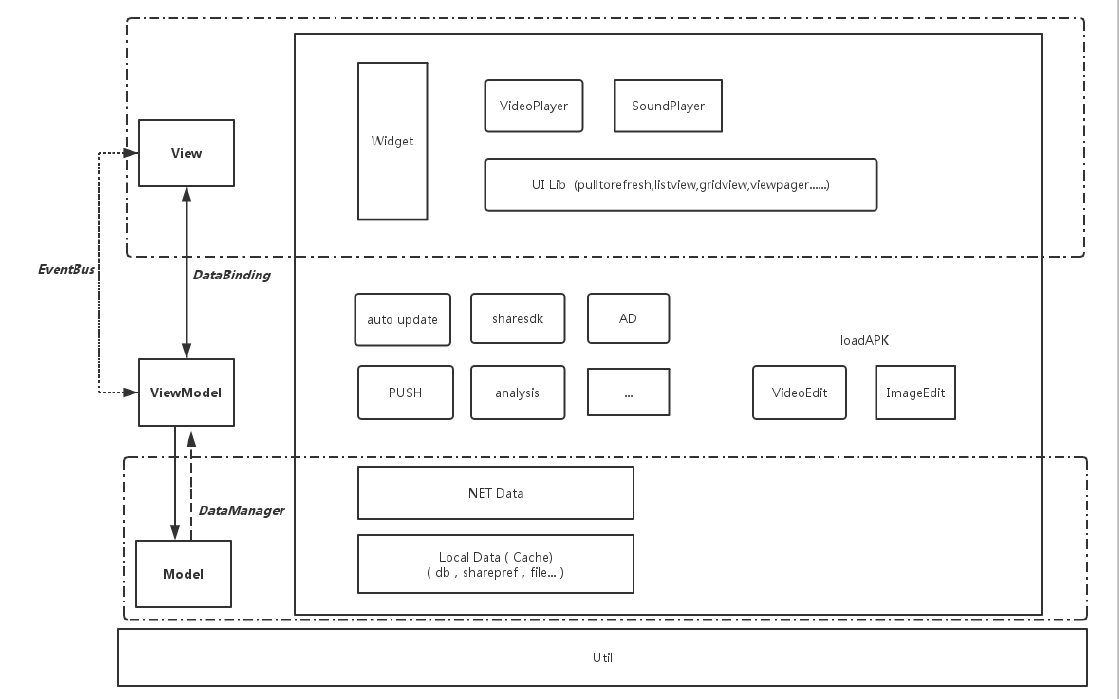 VideoPlayer
SoundPlayer
Widget
View
UI Lib (pulltorefresh,listview,gridview,viewpager......)
EventBus
DataBinding
auto update
sharesdk
AD
loadAPK
ViewModel
PUSH
analysis
...
VideoEdit
ImageEdit
NET Data
DataManager
Local Data ( Cache)
( db , sharepref , file... )
Model
Util